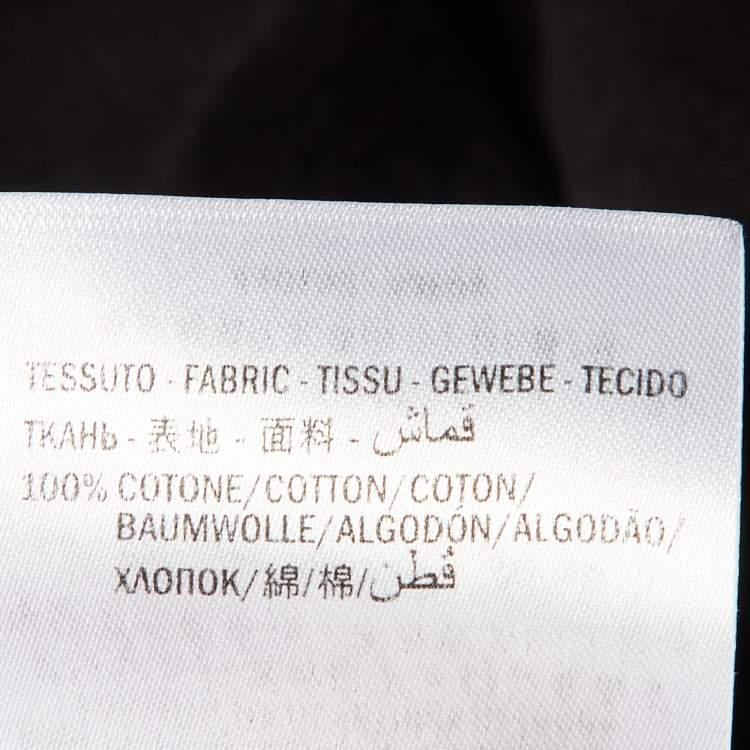 TESSUTO - FABRIC - TISSU - GEWEBE - TECIDO
ТКАНЬ - 表地 - 面料 - قماش
100% COTONE/COTTON/COTON/
BAUMWOLLE/ALGODÓN/ALGODÃO/
ХЛОПОК/綿/棉/قُطن